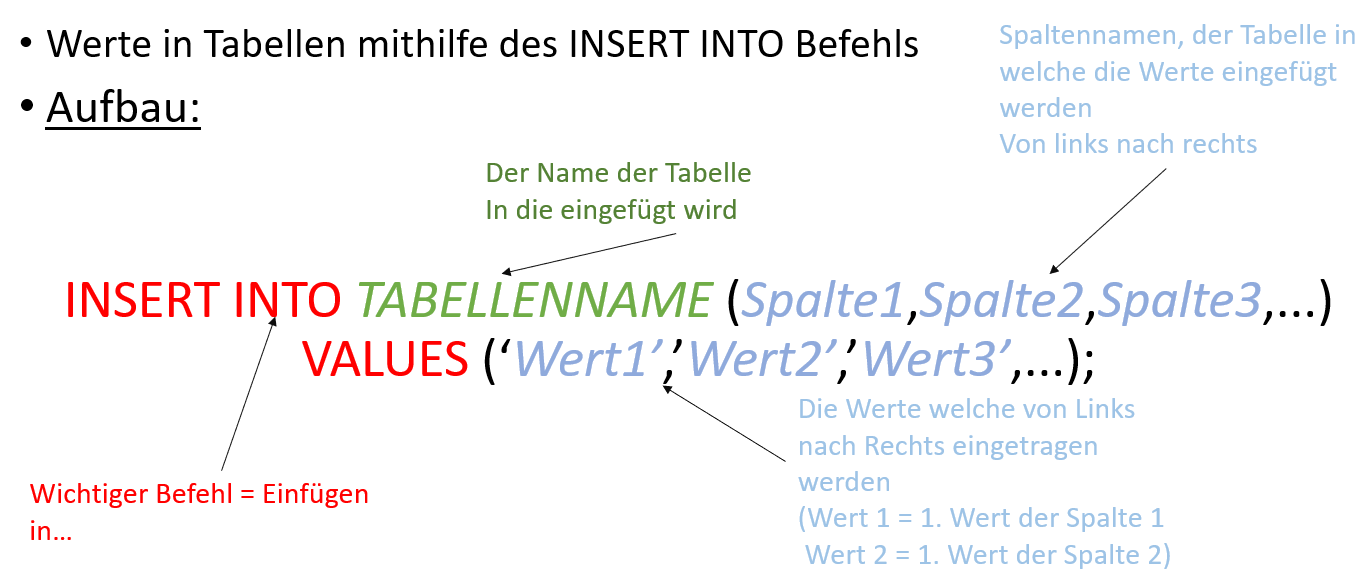 • Werte in Tabellen mithilfe des INSERT INTO Befehls
• Aufbau:
Spaltennamen, der Tabelle in
welche die Werte eingefügt
werden
Von links nach rechts
Der Name der Tabelle
In die eingefügt wird
INSERT INTO TABELLENNAME (Spalte1,Spalte2,Spalte3,...)
VALUES (‘Wert1’,’Wert2’,’Wert3’,...);
Die Werte welche von Links
nach Rechts eingetragen
werden
(Wert 1 = 1. Wert der Spalte 1
Wert 2 = 1. Wert der Spalte 2)
Wichtiger Befehl = Einfügen
in...